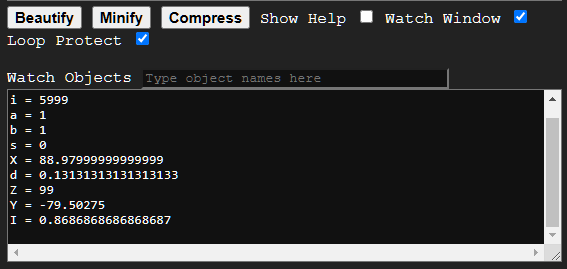 Beautify Minify Compress Show Help Watch Window
Loop Protect
Watch Objects Type object names here
i = 5999
a = 1
b = 1
s = 0
X = 88.97999999999999
d = 0.13131313131313133
Z = 99
Y = -79.50275
I = 0.8686868686868687